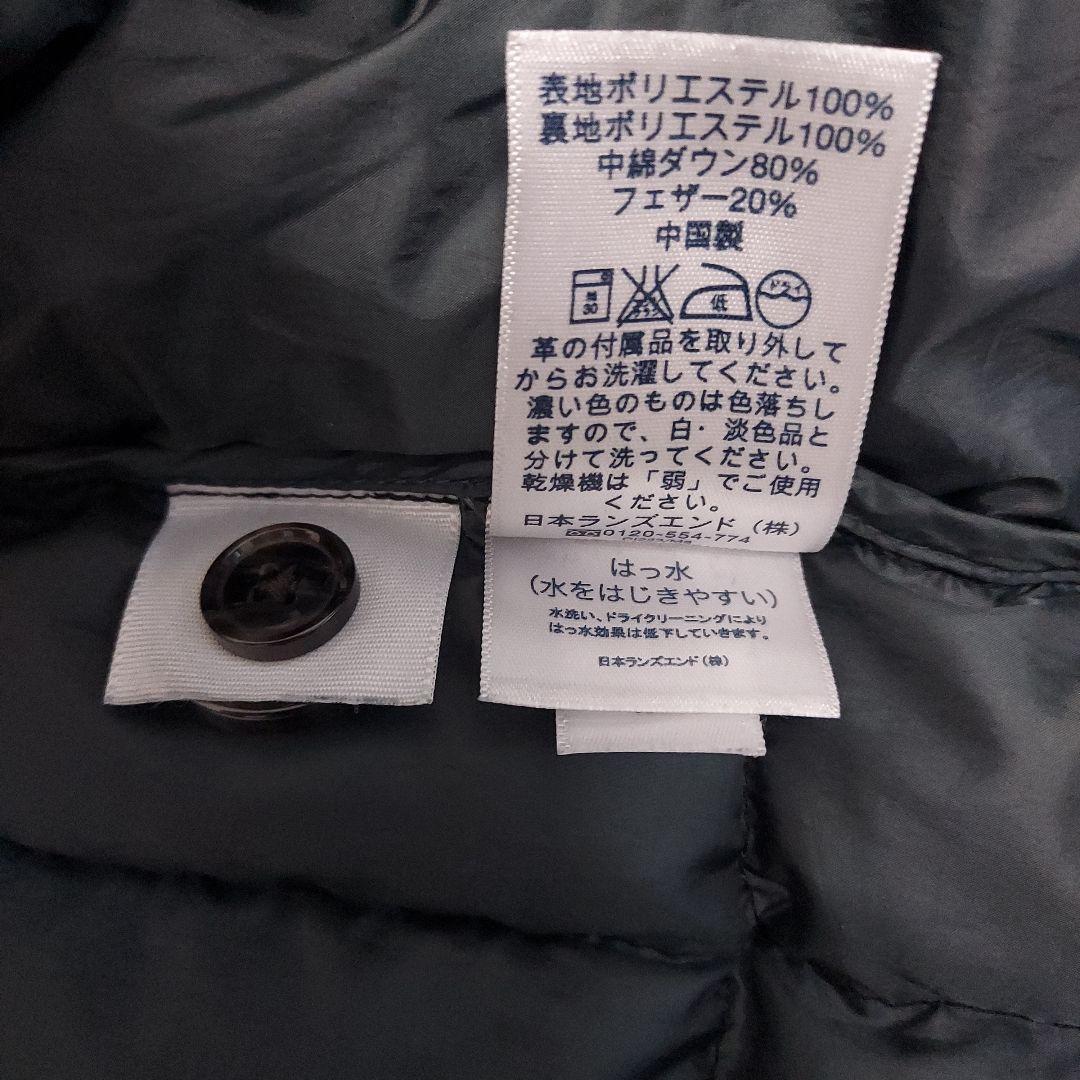 表地ポリエステル100%
裏地ポリエステル100%
中綿ダウン80%
フェザー20%
中国製
30 低 ドライ
革の付属品を取り外して
からお洗濯してください。
濃い色のものは色落ちし
ますので、白・淡色品と
分けて洗ってください。
乾燥機は「弱」でご使用
ください。
日本ランズエンド(株)
0120-554-774
はっ水
(水をはじきやすい)
水洗い、ドライクリーニングにより
はっ水効果は低下していきます。
日本ランズエンド(株)